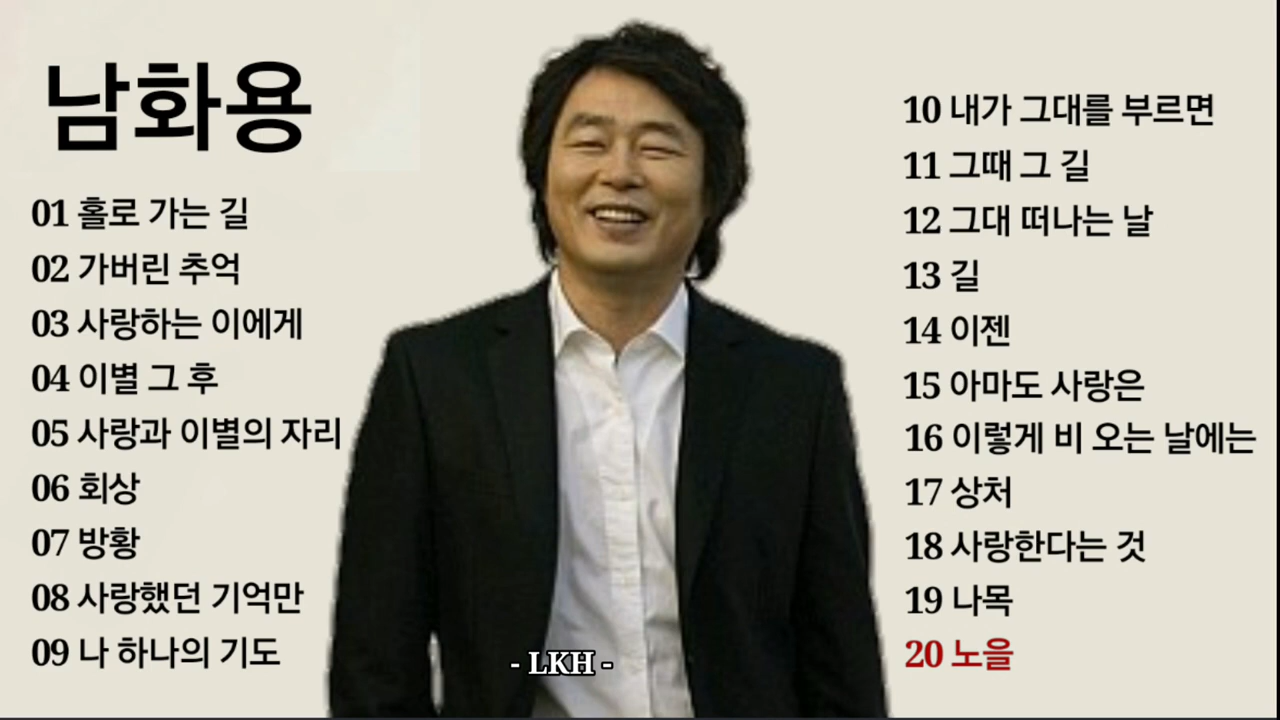 남화용
01 홀로 가는 길
02 가버린 추억
03 사랑하는 이에게
04 이별 그 후
05 사랑과 이별의 자리
06 회상
07 방황
08 사랑했던 기억만
09 나 하나의 기도
10 내가 그대를 부르면
11 그때 그 길
12 그대 떠나는 날
13 길
14 이젠
15 아마도 사랑은
16 이렇게 비 오는 날에는
17 상처
18 사랑한다는 것
19 나목
20 노을
- LKH -